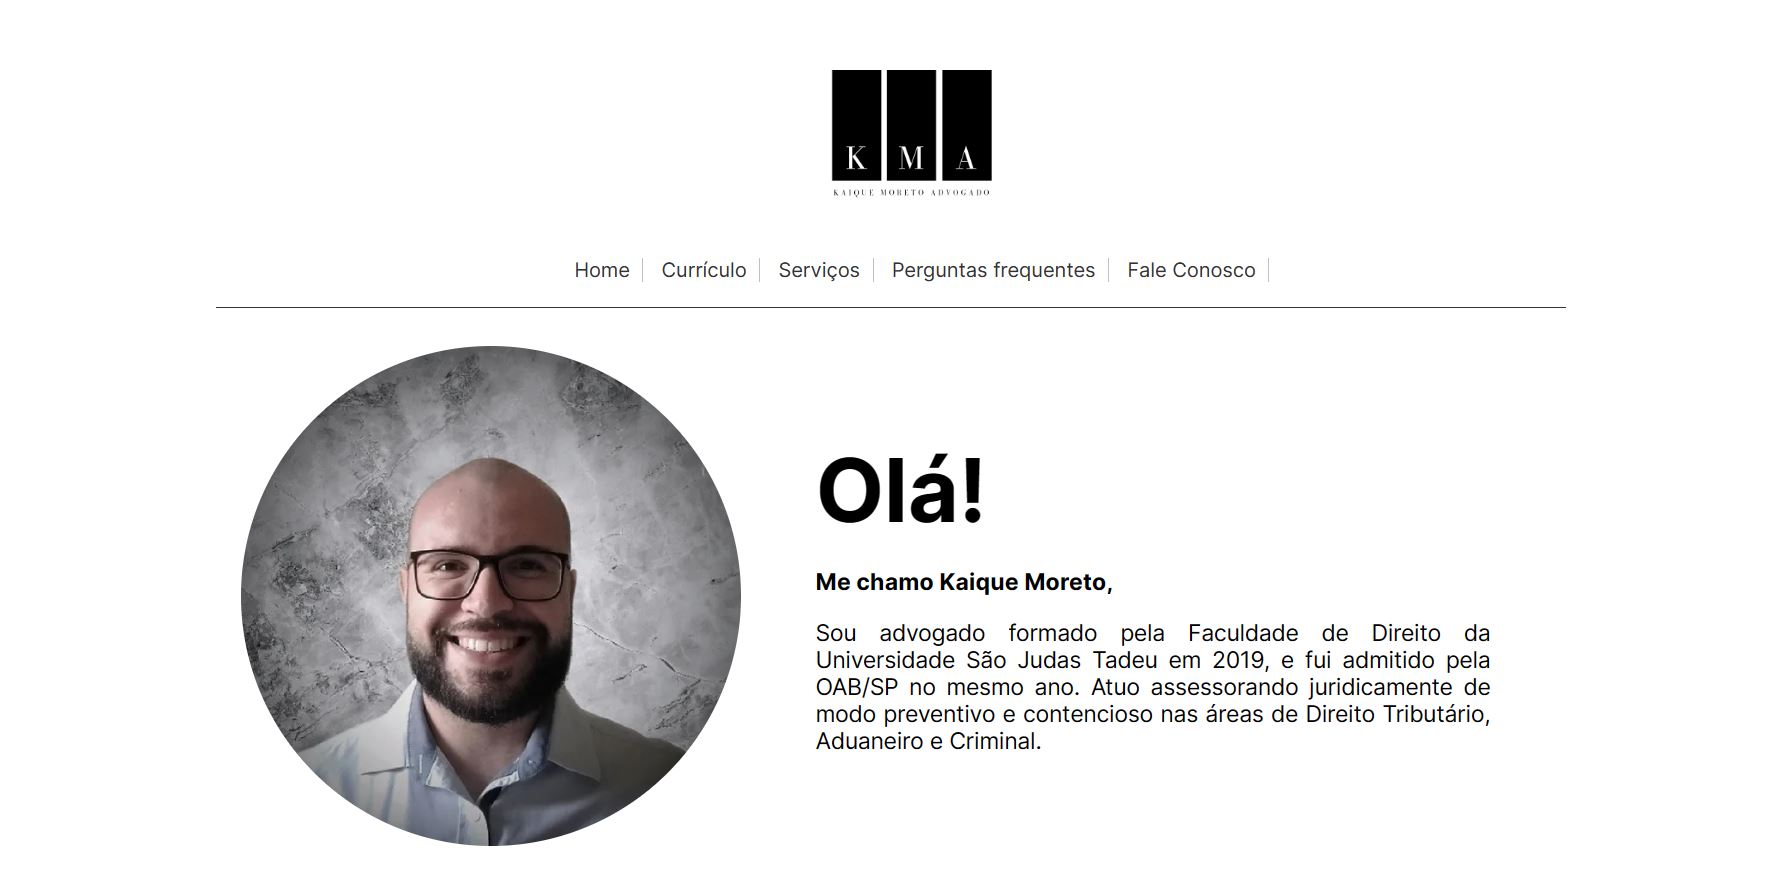 K M A
KAIQUE MORETO ADVOGADO
Home Currículo Serviços Perguntas frequentes Fale Conosco
Olá!
Me chamo Kaique Moreto,
Sou advogado formado pela Faculdade de Direito da
Universidade São Judas Tadeu em 2019, e fui admitido pela
OAB/SP no mesmo ano. Atuo assessorando juridicamente de
modo preventivo e contencioso nas áreas de Direito Tributário,
Aduaneiro e Criminal.